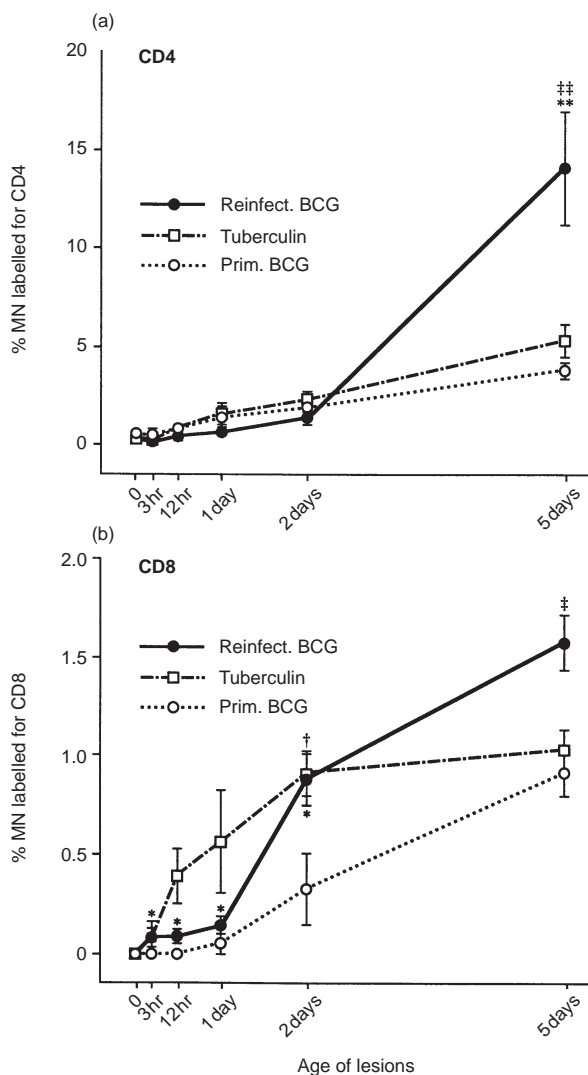 (a)
20
CD4
‡‡
**
15
Reinfect. BCG
Tuberculin
10
Prim. BCG
% MN labelled for CD4
5
0
0
3hr
12hr
1day
2days
5days
(b)
2.0
CD8
‡
Reinfect. BCG
1.5
Tuberculin
Prim. BCG
% MN labelled for CD8
†
1.0
*
0.5
*
*
*
0
0
3hr
12hr
1day
2days
5days
Age of lesions